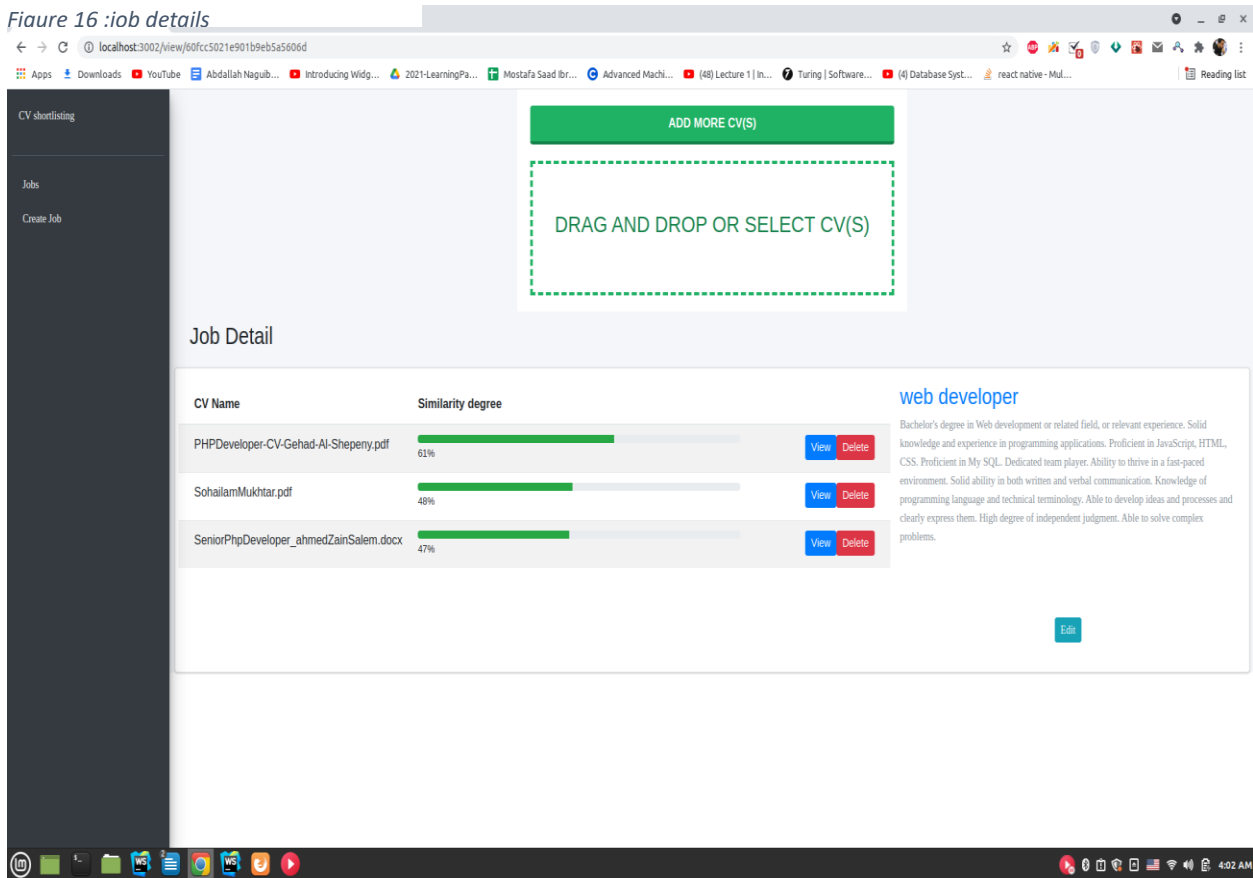 Figure 16 :job details
localhost:3002/view/60fcc5021e901b9eb5a5606d
Apps Downloads YouTube Abdallah Naguib... Introducing Widg... 2021-LearningPa... Mostafa Saad Ibr... Advanced Machi... (48) Lecture 1 | In... Turing | Software... (4) Database Syst... react native - Mul... Reading list
CV shortlisting
Jobs
Create Job
ADD MORE CV(S)
DRAG AND DROP OR SELECT CV(S)
Job Detail
CV Name Similarity degree
PHPDeveloper-CV-Gehad-Al-Shepeny.pdf 61% View Delete
SohailamMukhtar.pdf 48% View Delete
SeniorPhpDeveloper_ahmedZainSalem.docx 47% View Delete
web developer
Bachelor's degree in Web development or related field, or relevant experience. Solid
knowledge and experience in programming applications. Proficient in JavaScript, HTML,
CSS. Proficient in My SQL. Dedicated team player. Ability to thrive in a fast-paced
environment. Solid ability in both written and verbal communication. Knowledge of
programming language and technical terminology. Able to develop ideas and processes and
clearly express them. High degree of independent judgment. Able to solve complex
problems.
Edit
4:02 AM